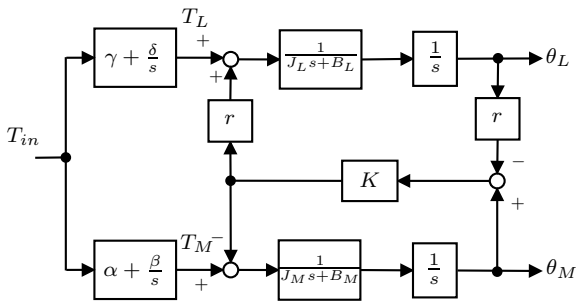 T_L
γ + δ/s
+
+
1/(J_L s+B_L)
1/s
θ_L
r
r
T_in
−
K
+
T_M
−
α + β/s
+
1/(J_M s+B_M)
1/s
θ_M